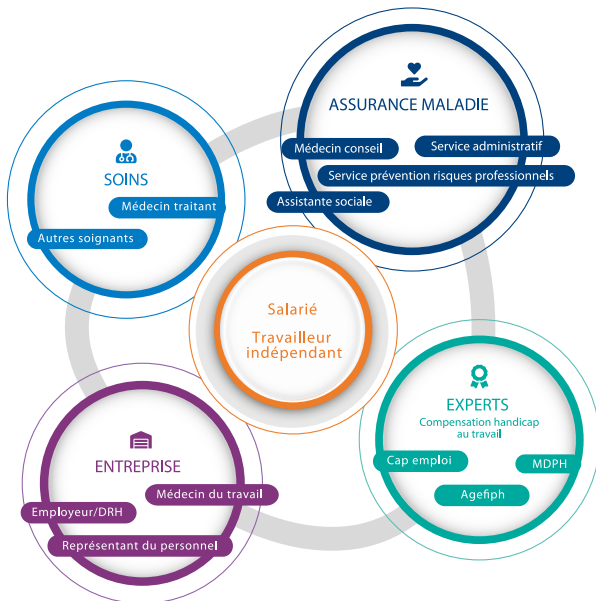 ASSURANCE MALADIE
Médecin conseil
Service administratif
Service prévention risques professionnels
Assistante sociale
SOINS
Médecin traitant
Autres soignants
Salarié
Travailleur
indépendant
EXPERTS
Compensation handicap
au travail
Cap emploi
MDPH
Agefiph
ENTREPRISE
Médecin du travail
Employeur/DRH
Représentant du personnel